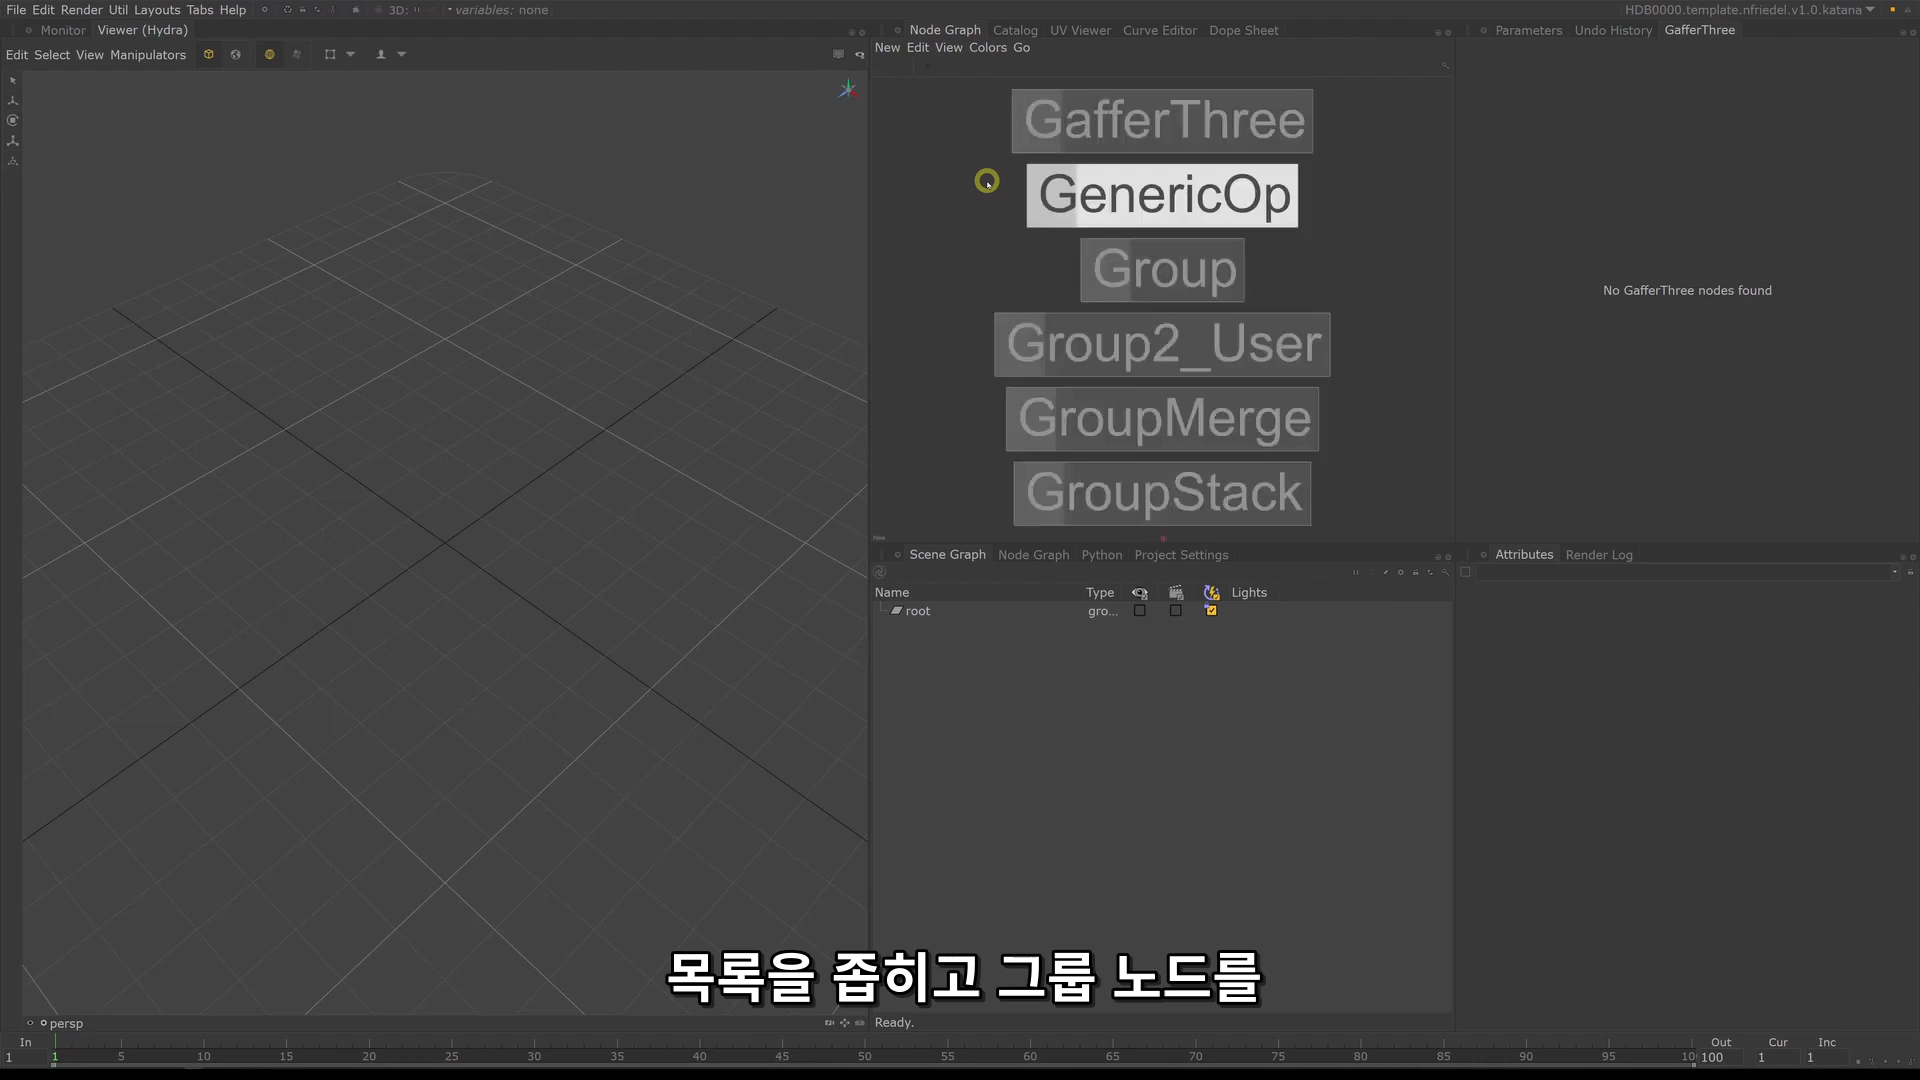 File Edit Render Util Layouts Tabs Help 3D: variables: none HDB0000.template.nfriedel.v1.0.katana
Monitor Viewer (Hydra)
Edit Select View Manipulators
Node Graph Catalog UV Viewer Curve Editor Dope Sheet
New Edit View Colors Go
GafferThree
GenericOp
Group
Group2_User
GroupMerge
GroupStack
New
Parameters Undo History GafferThree
No GafferThree nodes found
Scene Graph Node Graph Python Project Settings
Name Type Lights
root gro...
Attributes Render Log
목록을 좁히고 그룹 노드를
persp
Ready.
In Out Cur Inc
1 1 5 10 15 20 25 30 35 40 45 50 55 60 65 70 75 80 85 90 95 10 100 1 1